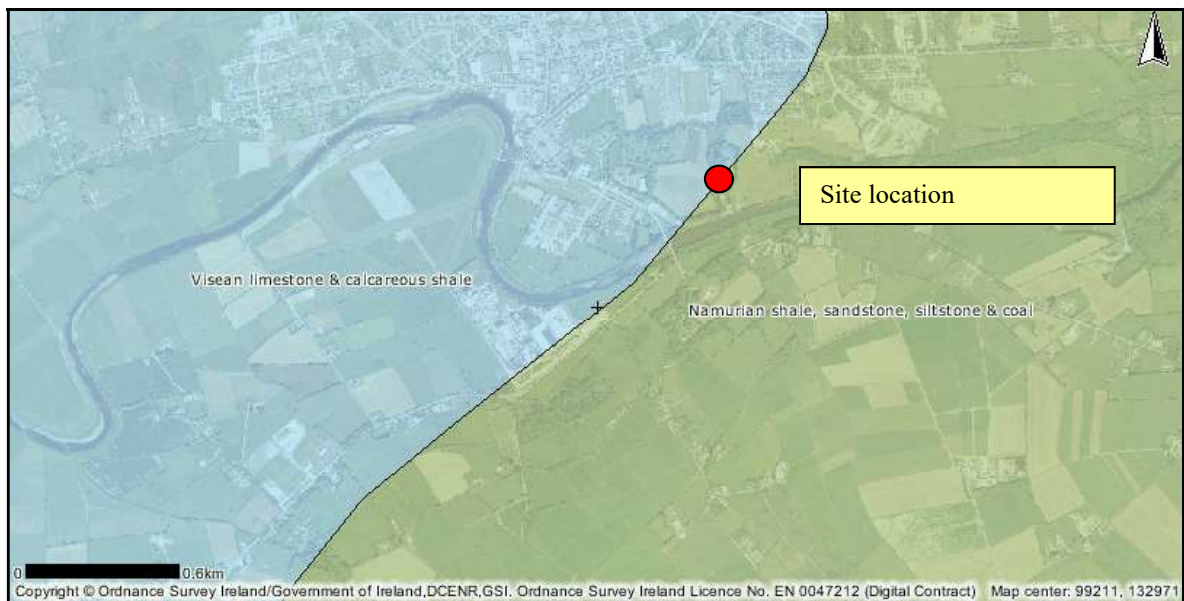 Site location
Visean limestone & calcareous shale
Namurian shale, sandstone, siltstone & coal
0 0.6km
Copyright © Ordnance Survey Ireland/Government of Ireland,DCENR,GSI. Ordnance Survey Ireland Licence No. EN 0047212 (Digital Contract) Map center: 99211, 132971